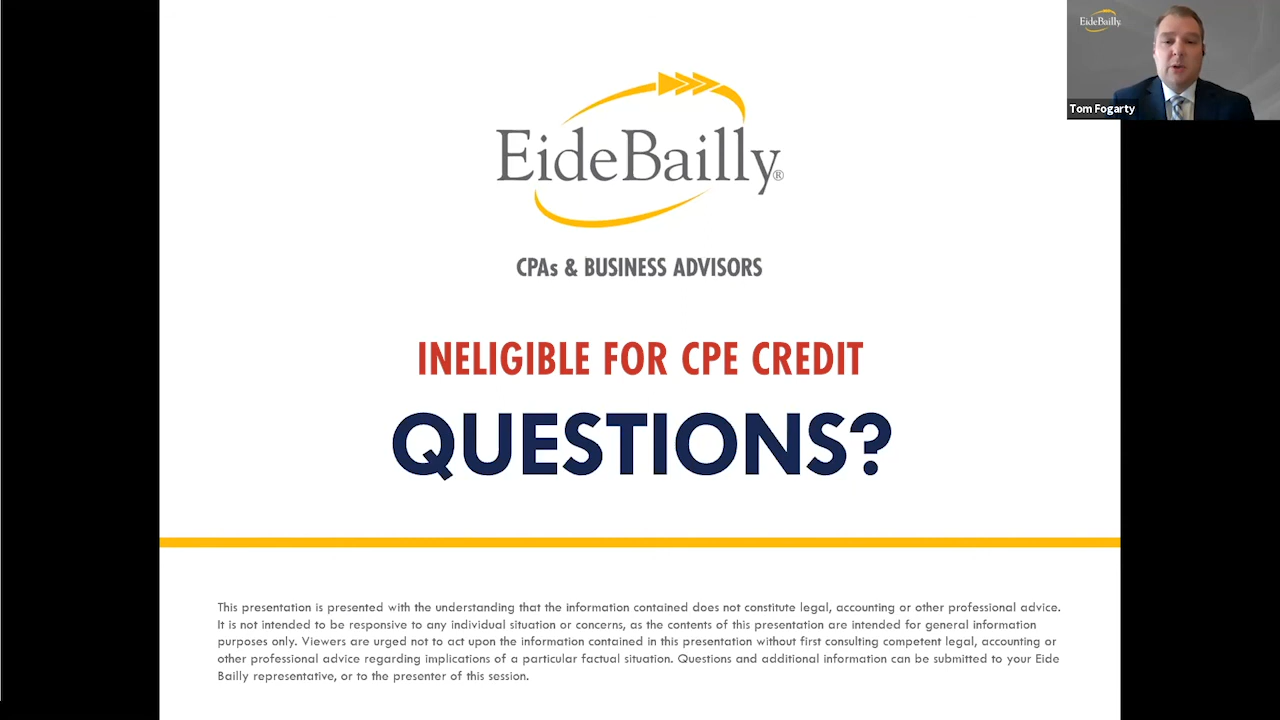 EideBailly®
CPAs & BUSINESS ADVISORS
INELIGIBLE FOR CPE CREDIT
QUESTIONS?
This presentation is presented with the understanding that the information contained does not constitute legal, accounting or other professional advice.
It is not intended to be responsive to any individual situation or concerns, as the contents of this presentation are intended for general information
purposes only. Viewers are urged not to act upon the information contained in this presentation without first consulting competent legal, accounting or
other professional advice regarding implications of a particular factual situation. Questions and additional information can be submitted to your Eide
Bailly representative, or to the presenter of this session.
EideBailly.
Tom Fogarty